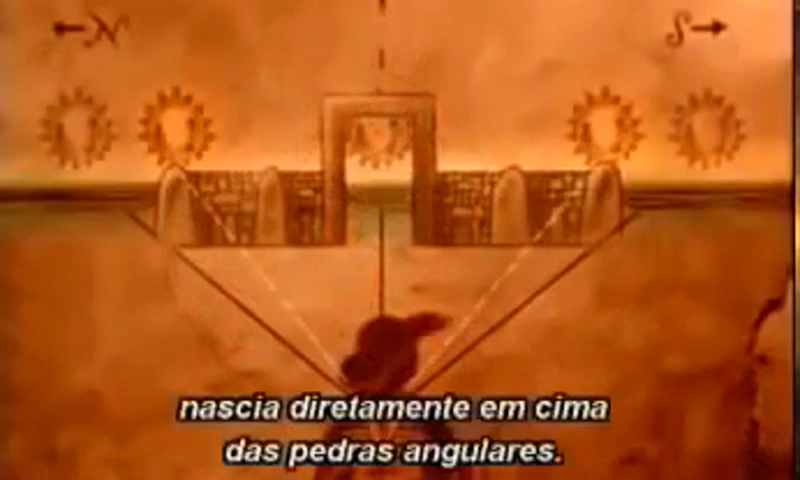 ←N S→
nascia diretamente em cima
das pedras angulares.